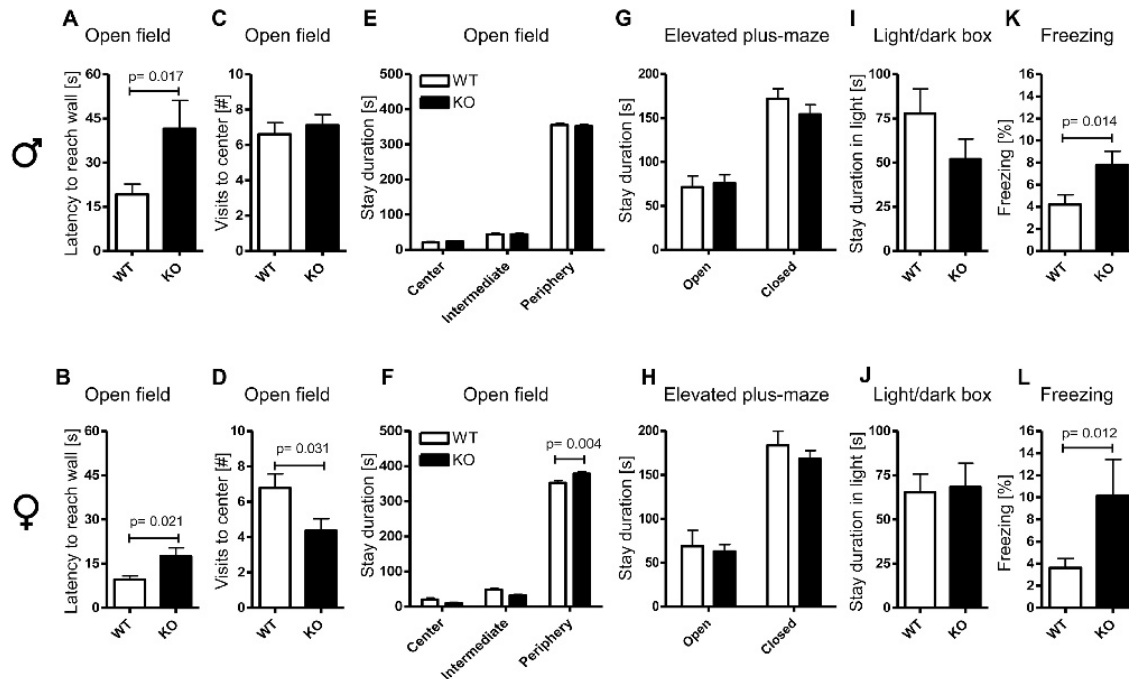 A C E G I K
Open field Open field Open field Elevated plus-maze Light/dark box Freezing
Latency to reach wall [s]
60
45
30
15
0
p= 0.017
WT KO
Visits to center [#]
10
8
6
4
2
0
WT KO
Stay duration [s]
500
400
300
200
100
0
WT
KO
Center Intermediate Periphery
Stay duration [s]
200
150
100
50
0
Open Closed
Stay duration in light [s]
100
75
50
25
0
WT KO
Freezing [%]
16
14
12
10
8
6
4
2
0
p= 0.014
WT KO
B D F H J L
Open field Open field Open field Elevated plus-maze Light/dark box Freezing
Latency to reach wall [s]
60
45
30
15
0
p= 0.021
WT KO
Visits to center [#]
10
8
6
4
2
0
p= 0.031
WT KO
Stay duration [s]
500
400
300
200
100
0
WT
KO
p= 0.004
Center Intermediate Periphery
Stay duration [s]
200
150
100
50
0
Open Closed
Stay duration in light [s]
100
75
50
25
0
WT KO
Freezing [%]
16
14
12
10
8
6
4
2
0
p= 0.012
WT KO